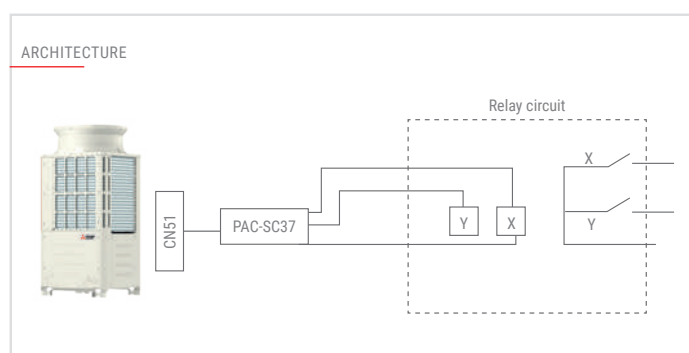 ARCHITECTURE
Relay circuit
CN51
PAC-SC37
Y
X
X
Y